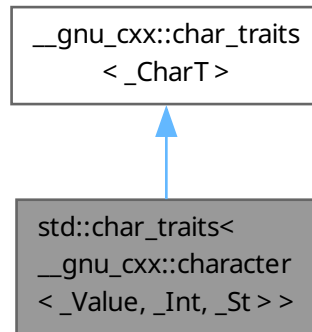 __gnu_cxx::char_traits
< _CharT >
std::char_traits<
__gnu_cxx::character
< _Value, _Int, _St > >